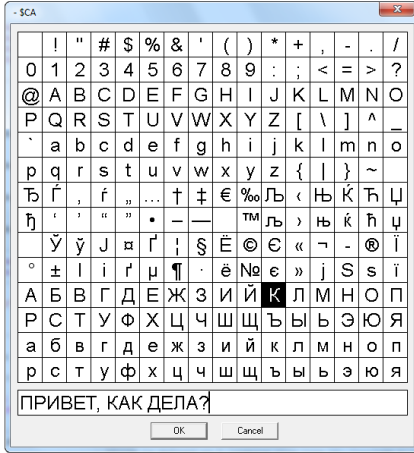 - $CA
! " # $ % & ' ( ) * + , - . /
0 1 2 3 4 5 6 7 8 9 : ; < = > ?
@ A B C D E F G H I J K L M N O
P Q R S T U V W X Y Z [ \ ] ^ _
` a b c d e f g h i j k l m n o
p q r s t u v w x y z { | } ~
Ђ Ѓ ‚ ѓ „ … † ‡ € ‰ Љ ‹ Њ Ќ Ћ Џ
ђ ‘ ’ “ ” • – — ™ љ › њ ќ ћ џ
Ў ў Ј ¤ Ґ ¦ § Ё © Є « ¬ - ® Ї
° ± І і ґ µ ¶ · ё № є » ј Ѕ ѕ ї
А Б В Г Д Е Ж З И Й К Л М Н О П
Р С Т У Ф Х Ц Ч Ш Щ Ъ Ы Ь Э Ю Я
а б в г д е ж з и й к л м н о п
р с т у ф х ц ч ш щ ъ ы ь э ю я
ПРИВЕТ, КАК ДЕЛА?
OK Cancel